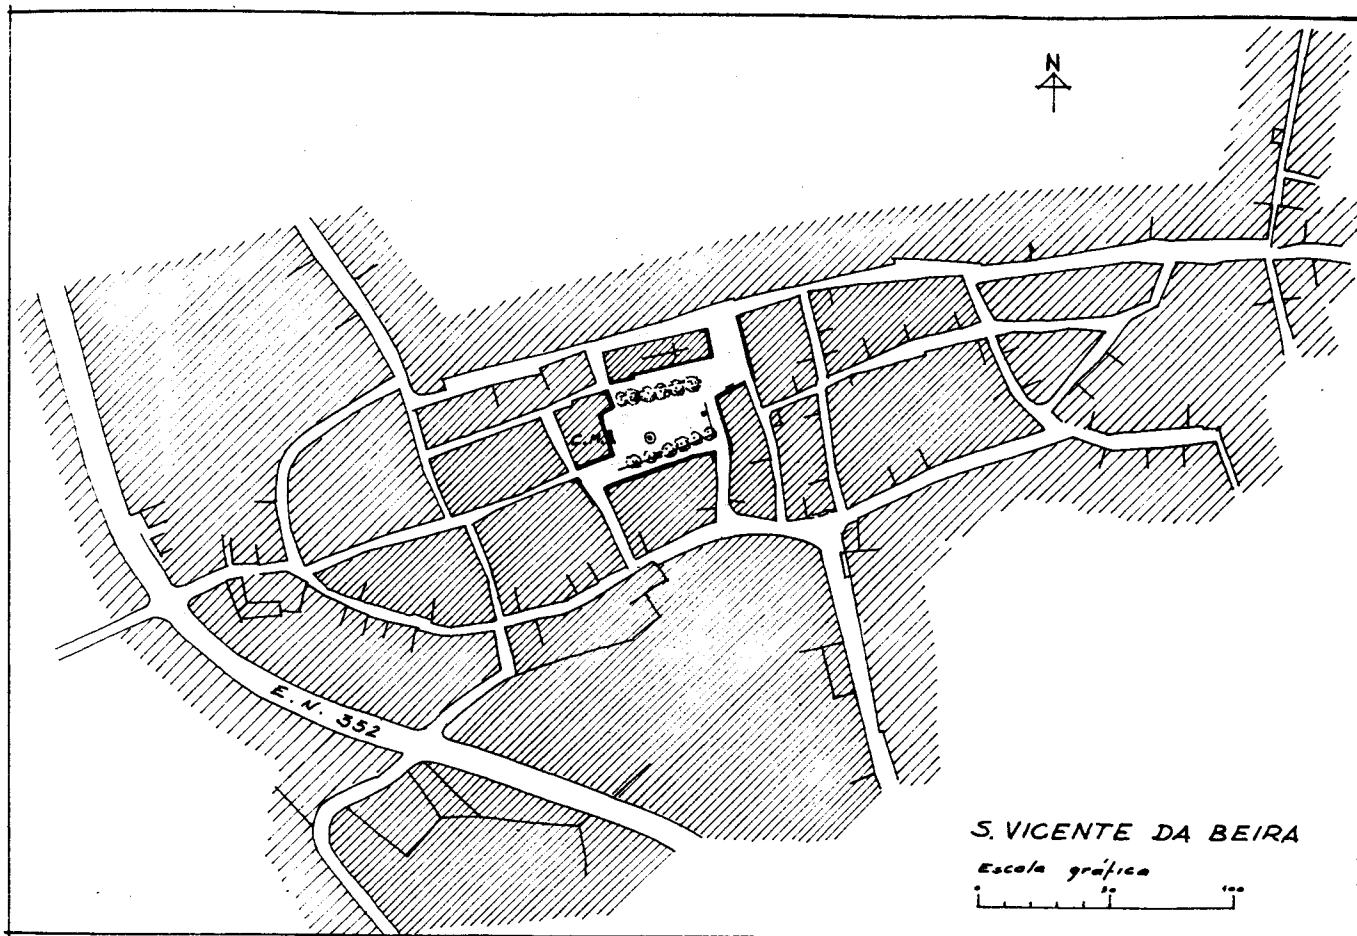 N
C.M.
E. N. 352
S. VICENTE DA BEIRA
Escala gráfica
0 50 100